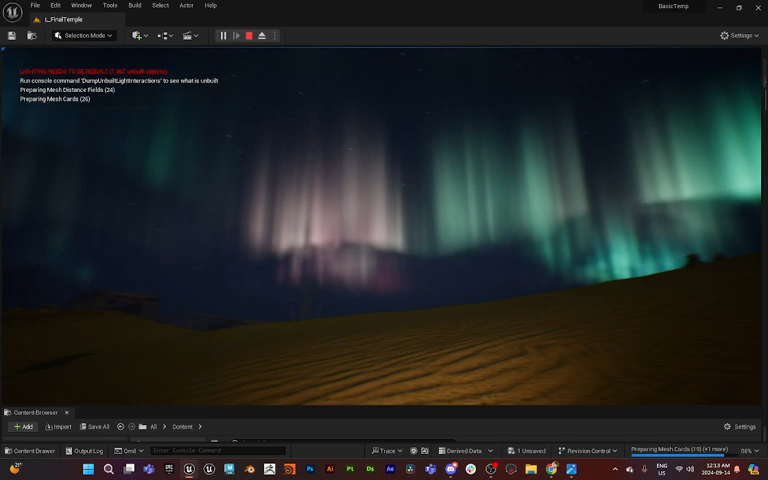 File Edit Window Tools Build Select Actor Help
BasicTemp
L_FinalTemple
Selection Mode
Settings
Run console command 'DumpUnbuiltLightInteractions' to see what is unbuilt
Preparing Mesh Distance Fields (24)
Preparing Mesh Cards (26)
Content Browser
Add Import Save All All Content Settings
Content Drawer Output Log Cmd Enter Console Command Trace Derived Data 1 Unsaved Revision Control Preparing Mesh Cards (19) (+1 more)
ENG 12:13 AM
US 2024-09-14